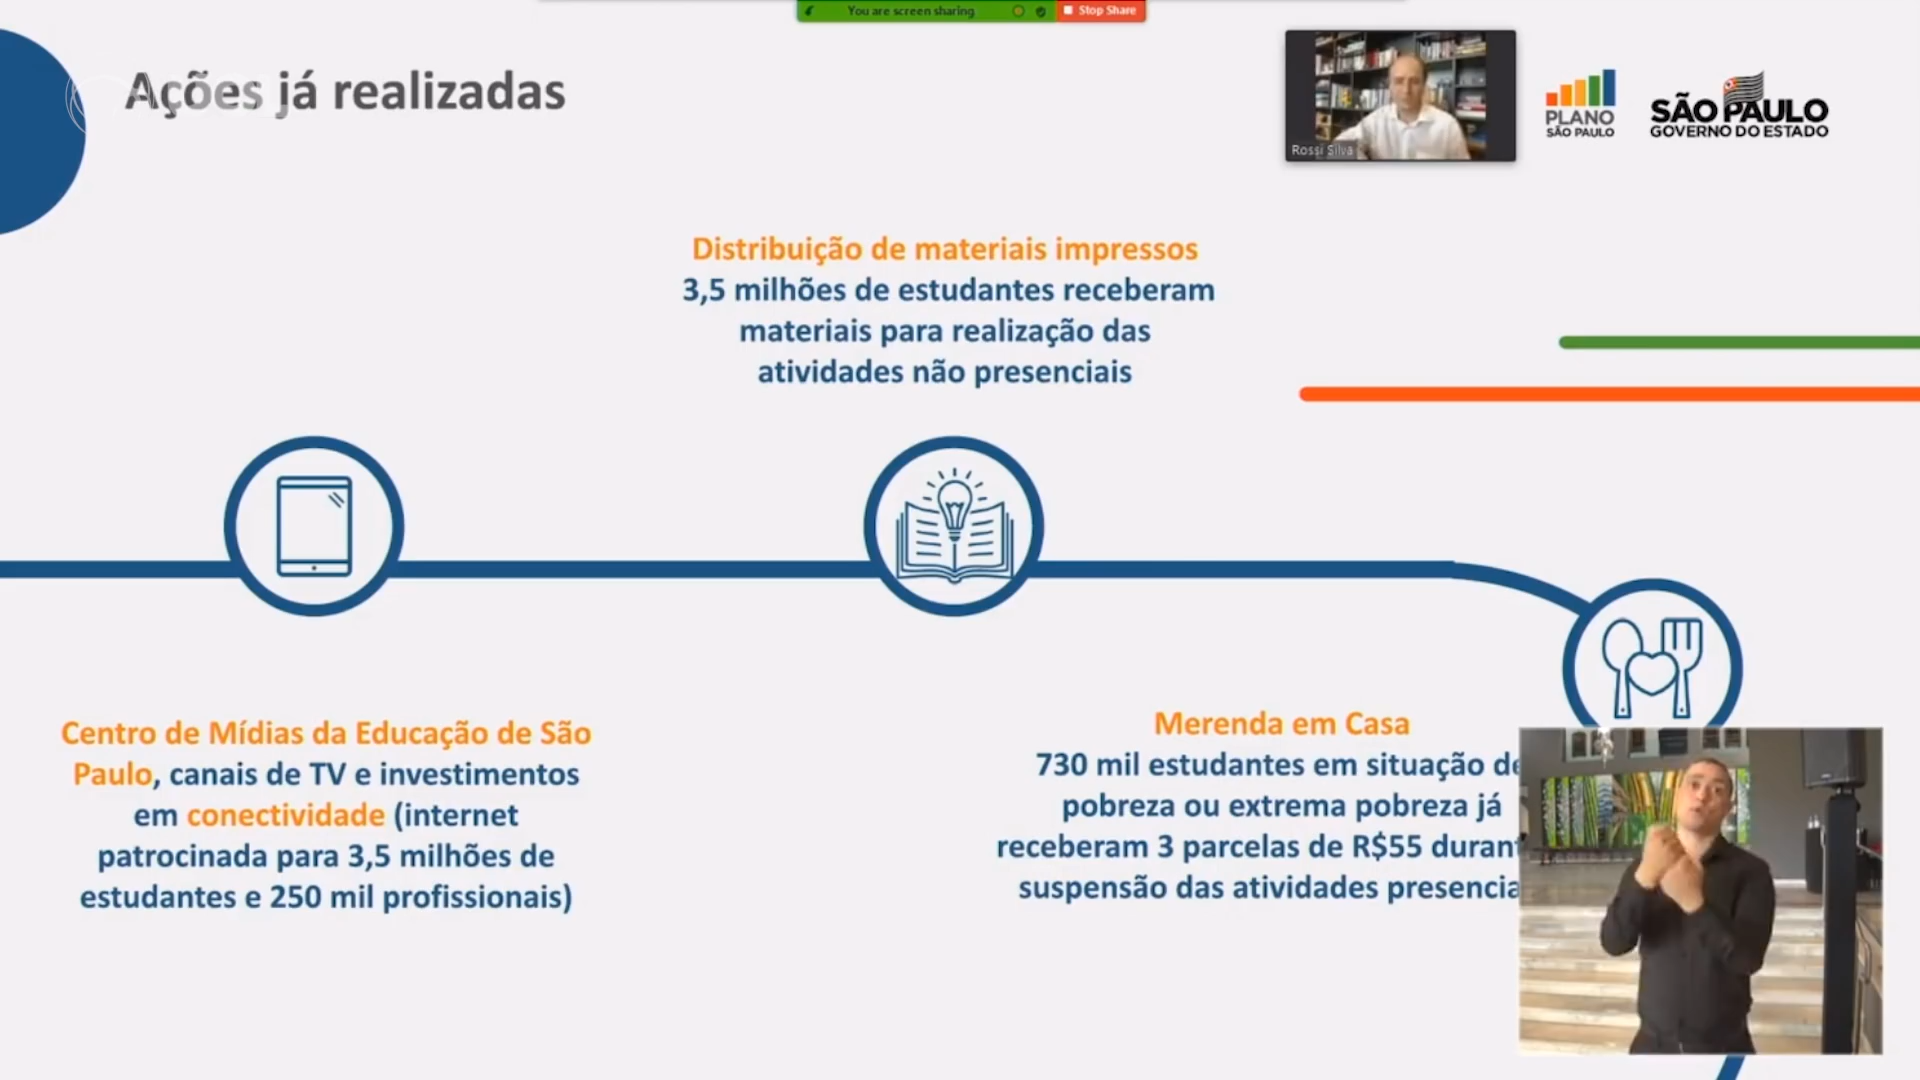 You are screen sharing
Stop Share
Ações já realizadas
Rossi Silva
PLANO
SÃO PAULO
SÃO PAULO
GOVERNO DO ESTADO
Distribuição de materiais impressos
3,5 milhões de estudantes receberam
materiais para realização das
atividades não presenciais
Centro de Mídias da Educação de São
Paulo, canais de TV e investimentos
em conectividade (internet
patrocinada para 3,5 milhões de
estudantes e 250 mil profissionais)
Merenda em Casa
730 mil estudantes em situação de
pobreza ou extrema pobreza já
receberam 3 parcelas de R$55 durant
suspensão das atividades presencia